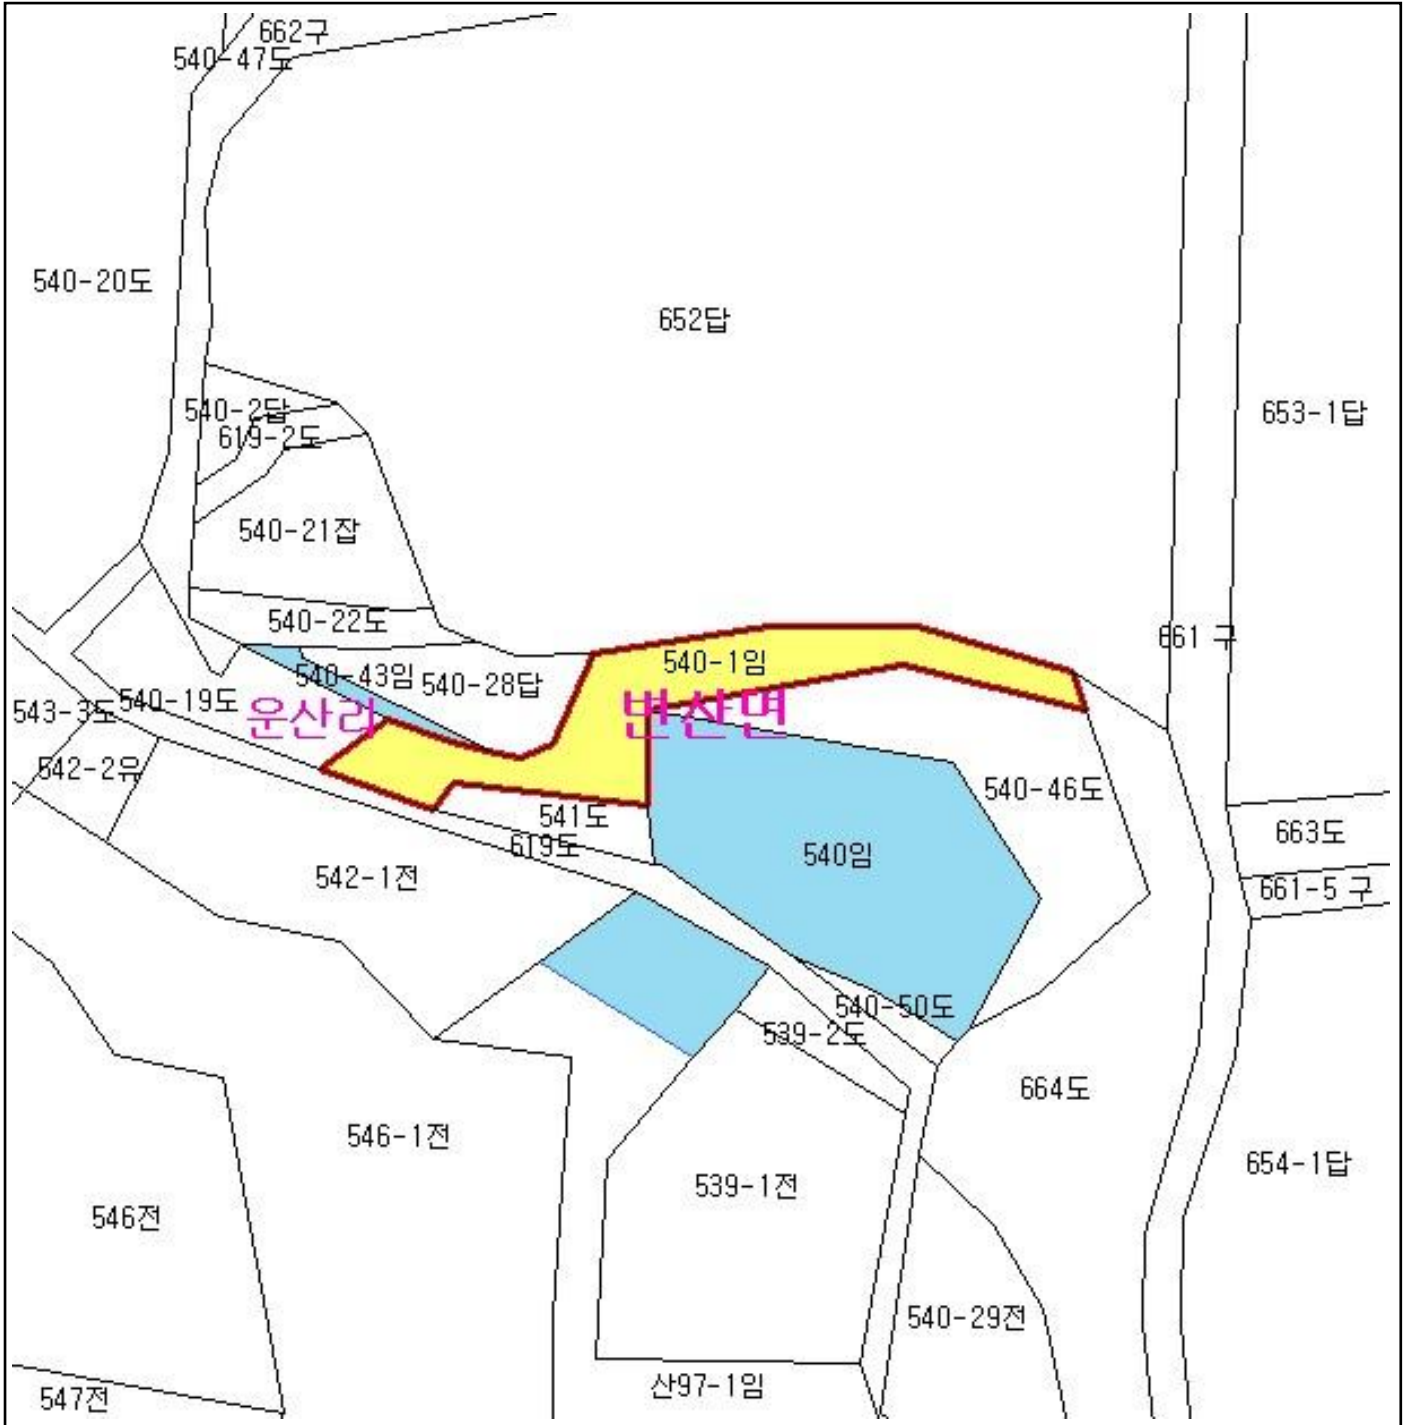 662구
540-47도
540-20도
652답
540-2답
653-1답
619-2도
540-21잡
540-22도
661 구
540-1임
540-43임
540-28답
540-19도
543-3도
운산리
변산면
542-2유
540-46도
541도
663도
619도
540임
542-1전
661-5 구
540-50도
539-2도
664도
546-1전
654-1답
539-1전
546전
540-29전
산97-1임
547전